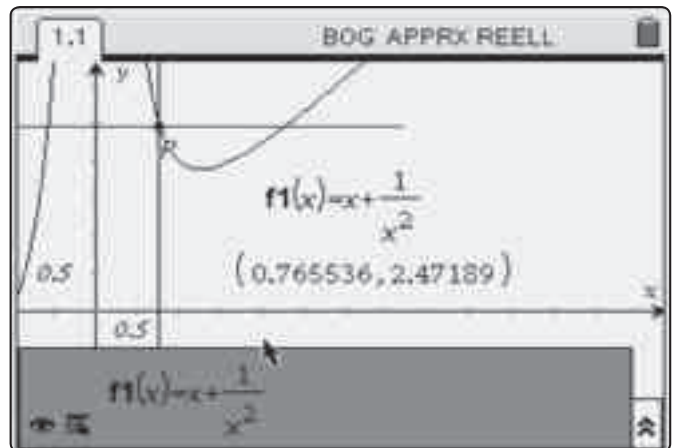 1.1 BOG APPRX REELL
y
p
f1(x)=x+1/x²
0.5 (0.765536,2.47189)
x
0.5
f1(x)=x+1/x²